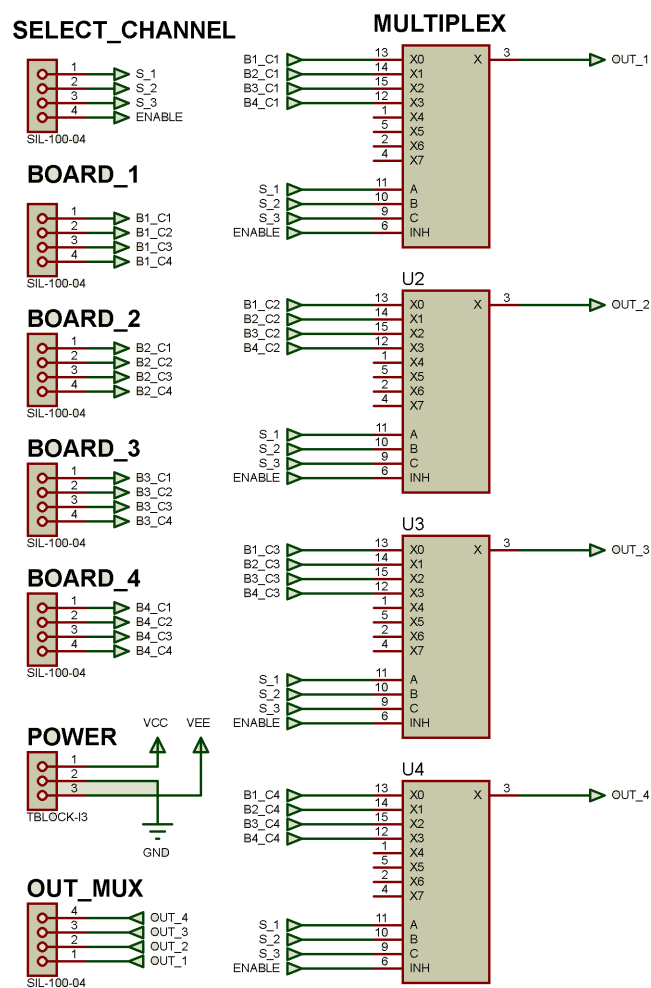 SELECT_CHANNEL
1 S_1
2 S_2
3 S_3
4 ENABLE
SIL-100-04
BOARD_1
1 B1_C1
2 B1_C2
3 B1_C3
4 B1_C4
SIL-100-04
BOARD_2
1 B2_C1
2 B2_C2
3 B2_C3
4 B2_C4
SIL-100-04
BOARD_3
1 B3_C1
2 B3_C2
3 B3_C3
4 B3_C4
SIL-100-04
BOARD_4
1 B4_C1
2 B4_C2
3 B4_C3
4 B4_C4
SIL-100-04
POWER
VCC VEE
1
2
3
TBLOCK-I3
GND
OUT_MUX
4 OUT_4
3 OUT_3
2 OUT_2
1 OUT_1
SIL-100-04
MULTIPLEX
B1_C1 13 X0 X 3 OUT_1
B2_C1 14 X1
B3_C1 15 X2
B4_C1 12 X3
1 X4
5 X5
2 X6
4 X7
S_1 11 A
S_2 10 B
S_3 9 C
ENABLE 6 INH
U2
B1_C2 13 X0 X 3 OUT_2
B2_C2 14 X1
B3_C2 15 X2
B4_C2 12 X3
1 X4
5 X5
2 X6
4 X7
S_1 11 A
S_2 10 B
S_3 9 C
ENABLE 6 INH
U3
B1_C3 13 X0 X 3 OUT_3
B2_C3 14 X1
B3_C3 15 X2
B4_C3 12 X3
1 X4
5 X5
2 X6
4 X7
S_1 11 A
S_2 10 B
S_3 9 C
ENABLE 6 INH
U4
B1_C4 13 X0 X 3 OUT_4
B2_C4 14 X1
B3_C4 15 X2
B4_C4 12 X3
1 X4
5 X5
2 X6
4 X7
S_1 11 A
S_2 10 B
S_3 9 C
ENABLE 6 INH